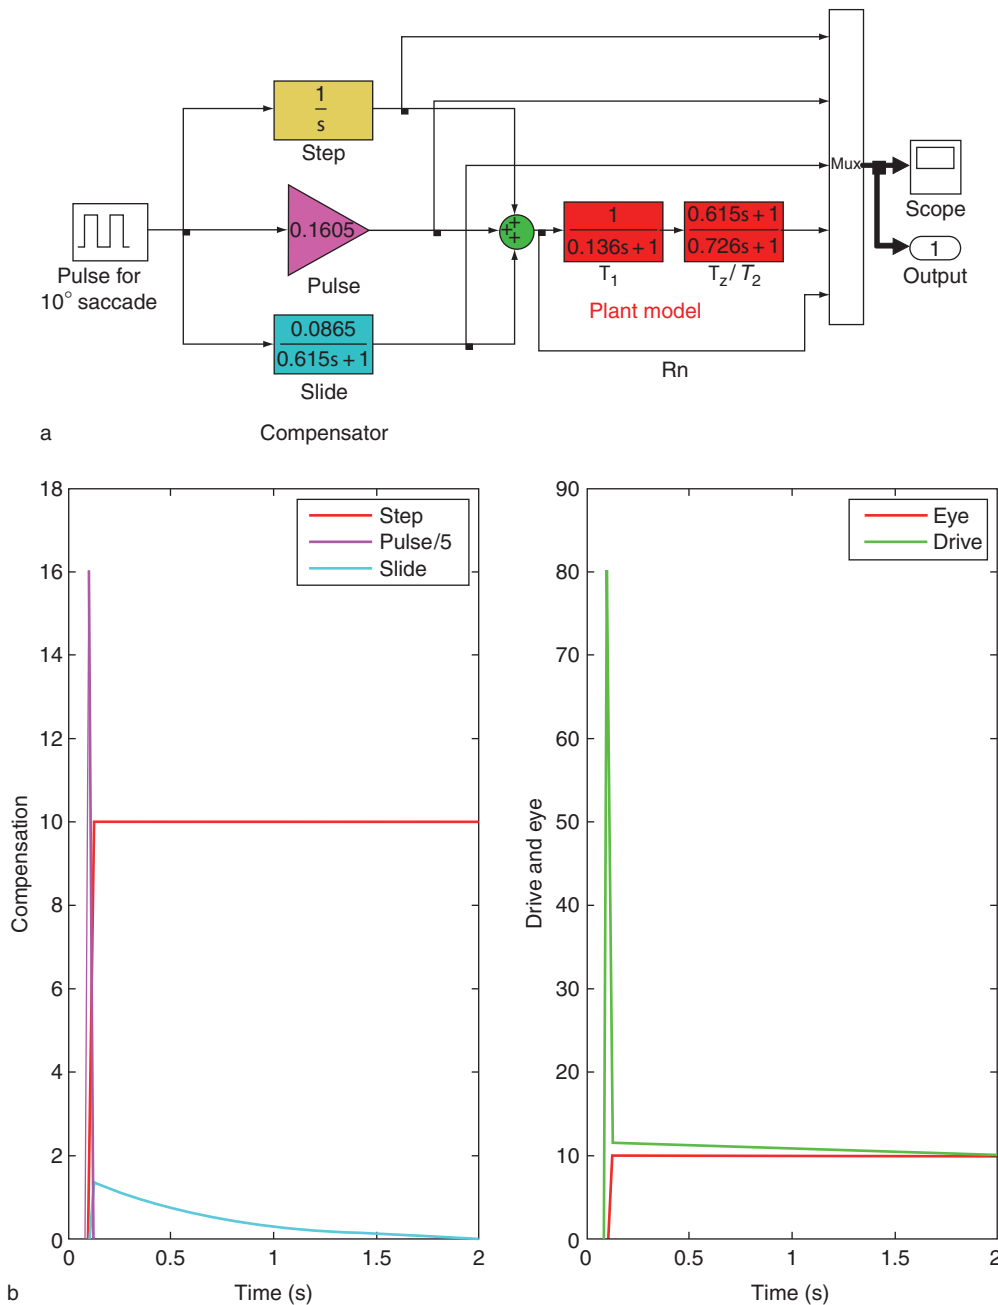 1
s
Step
0.1605
Pulse
Pulse for
10° saccade
0.0865
0.615s + 1
Slide
+
+
+
1
0.136s + 1
T1
0.615s + 1
0.726s + 1
Tz / T2
Plant model
Rn
Mux
Scope
1
Output
a
Compensator
18
16
14
12
10
8
6
4
2
0
Compensation
Step
Pulse/5
Slide
0
0.5
1
1.5
2
Time (s)
90
80
70
60
50
40
30
20
10
0
Drive and eye
Eye
Drive
0
0.5
1
1.5
2
Time (s)
b